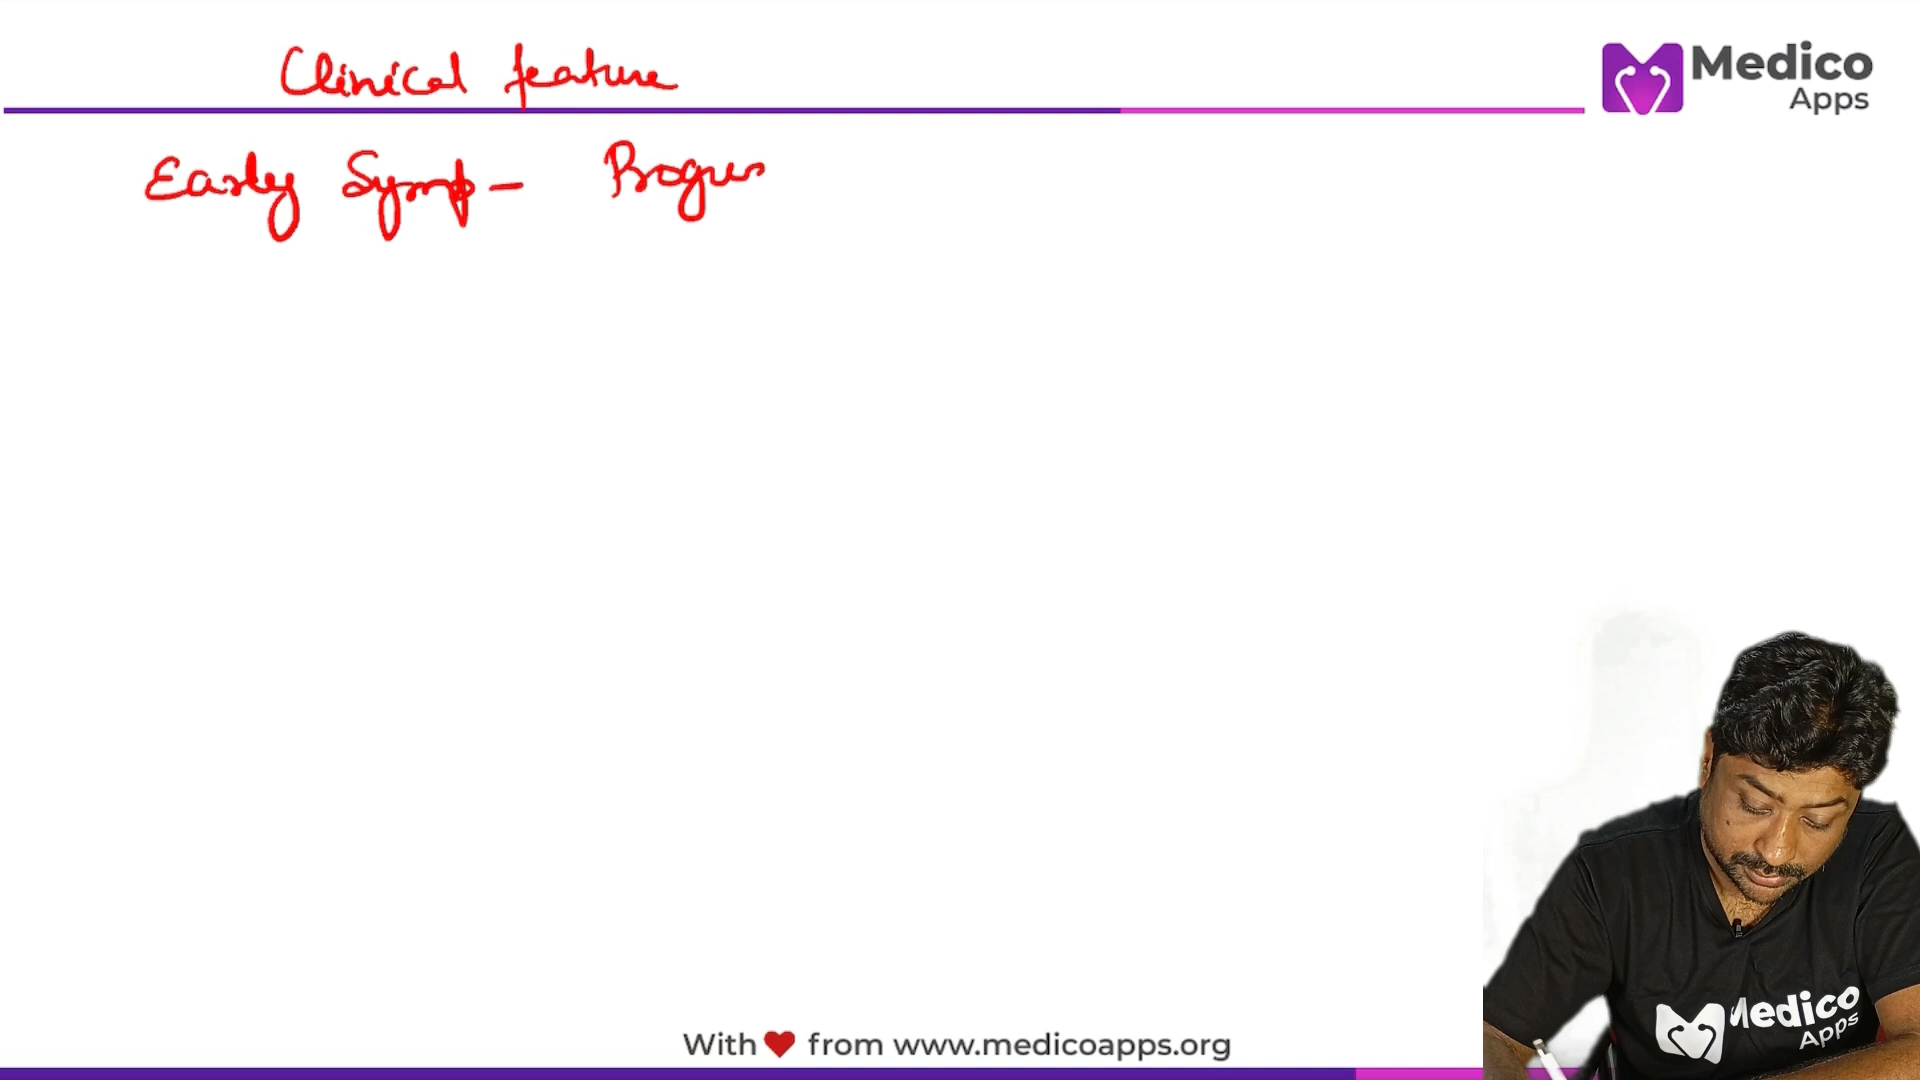 Clinical feature
Medico
Apps
Early Symp - Progres
Medico
Apps
With ❤ from www.medicoapps.org